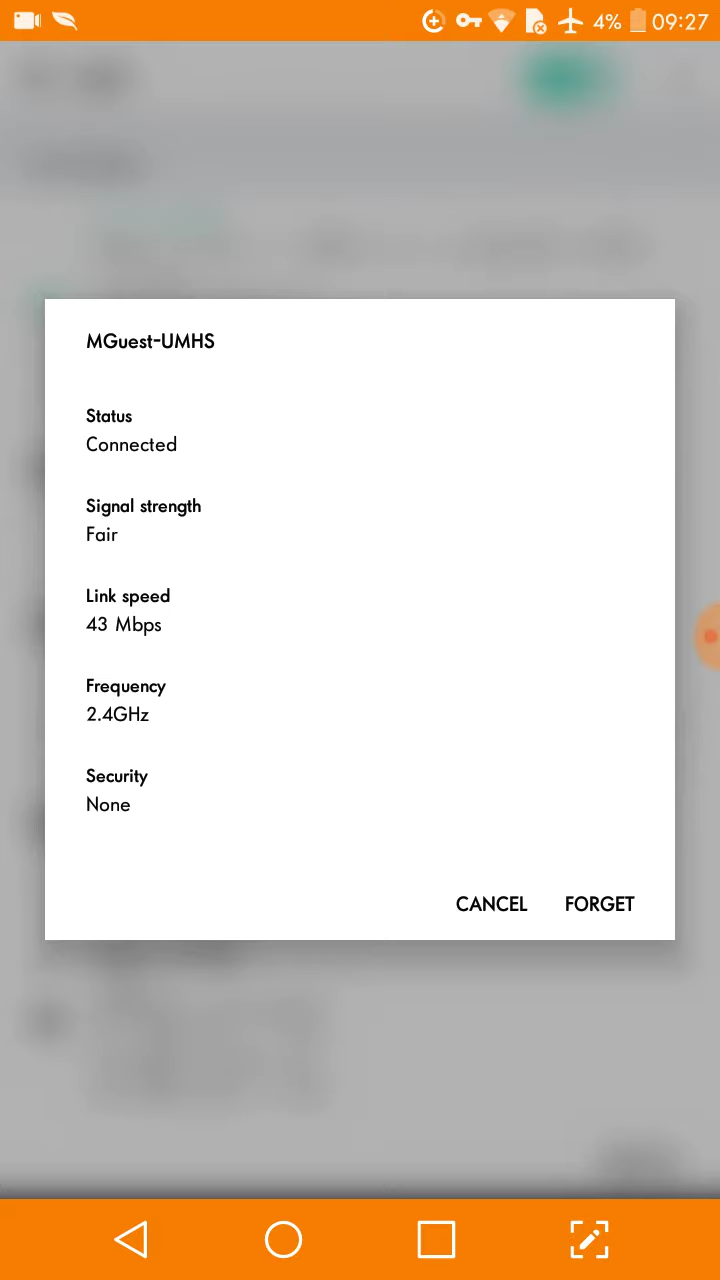 4% 09:27
MGuest-UMHS
Status
Connected
Signal strength
Fair
Link speed
43 Mbps
Frequency
2.4GHz
Security
None
CANCEL FORGET